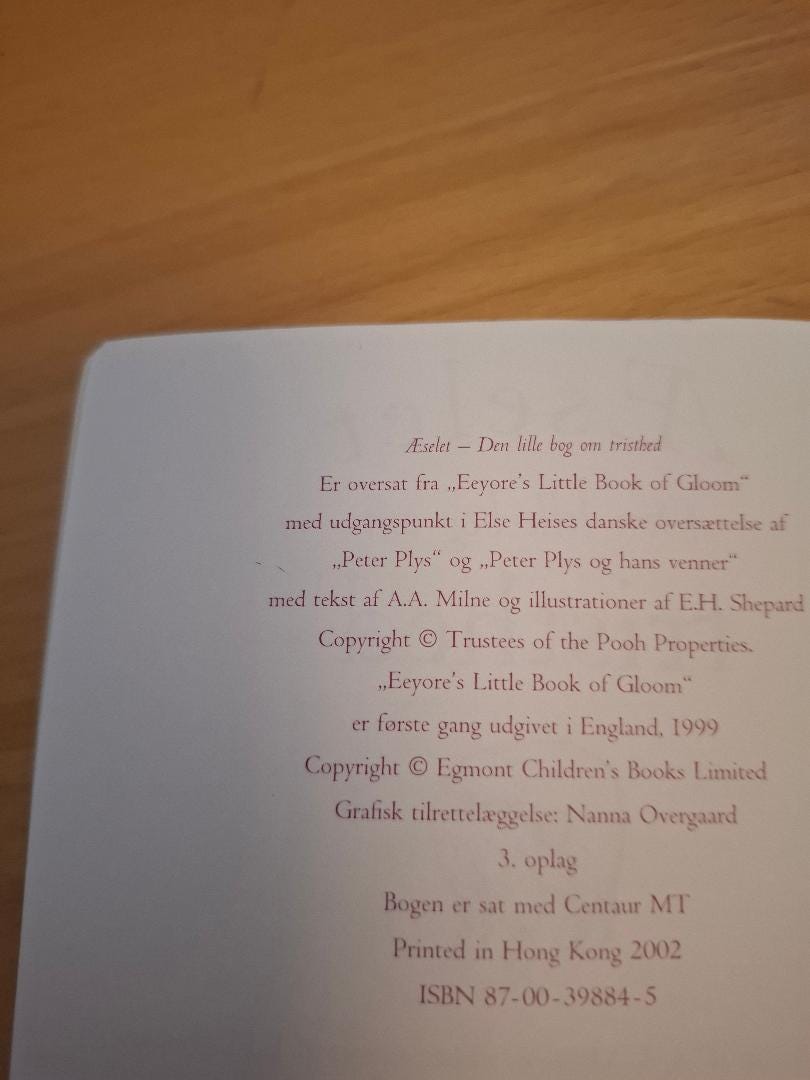 Æselet – Den lille bog om tristhed
Er oversat fra „Eeyore's Little Book of Gloom“
med udgangspunkt i Else Heises danske oversættelse af
„Peter Plys“ og „Peter Plys og hans venner“
med tekst af A.A. Milne og illustrationer af E.H. Shepard
Copyright © Trustees of the Pooh Properties.
„Eeyore's Little Book of Gloom“
er første gang udgivet i England, 1999
Copyright © Egmont Children's Books Limited
Grafisk tilrettelæggelse: Nanna Overgaard
3. oplag
Bogen er sat med Centaur MT
Printed in Hong Kong 2002
ISBN 87-00-39884-5